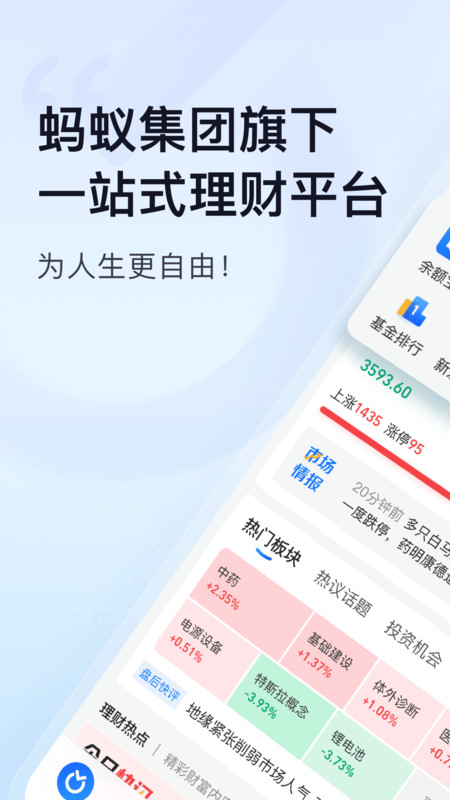 蚂蚁集团旗下
一站式理财平台
为人生更自由！
余额宝
基金排行
3593.60
上涨1435 涨停95
市场
情报
20分钟前 多只白马
一度跌停，药明康德
热门板块 热议话题 投资机会
中药
+2.35%
基础建设
+1.37%
体外诊断
+1.08%
电源设备
+0.51%
特斯拉概念
-3.93%
锂电池
-3.73%
盘后快评 地缘紧张削弱市场人气
理财热点 精彩财富内
今日热门